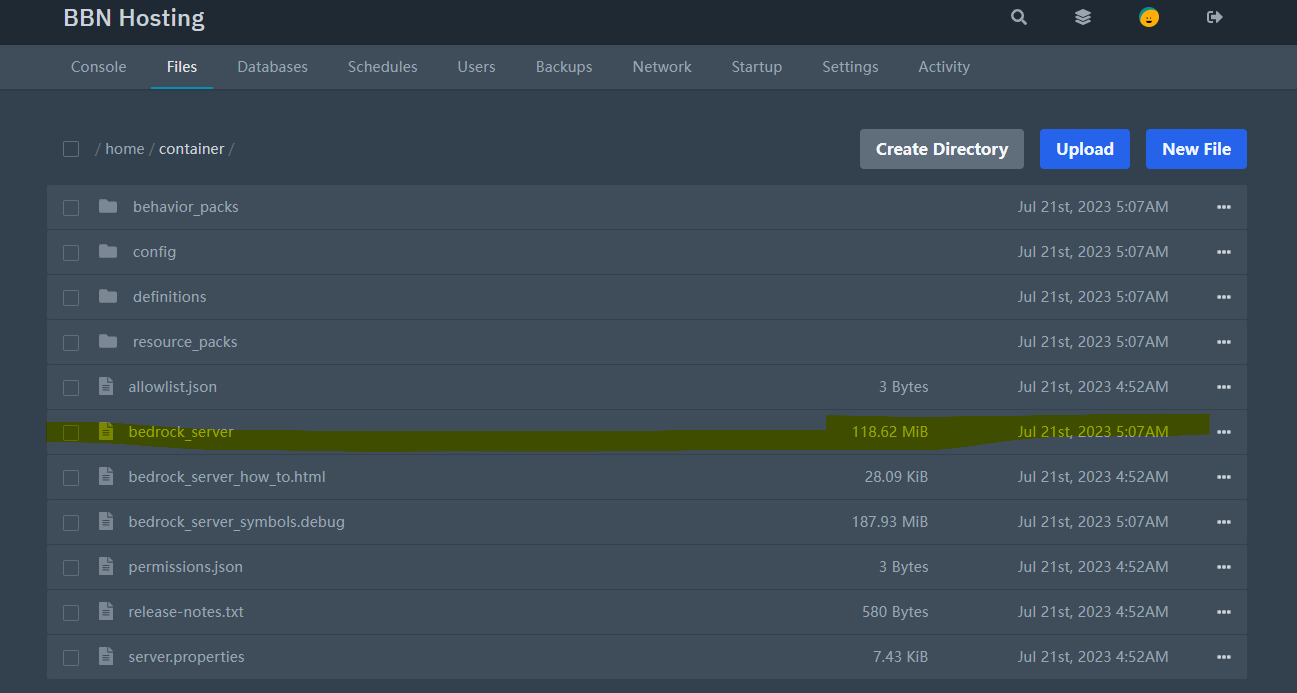 BBN Hosting
Console Files Databases Schedules Users Backups Network Startup Settings Activity
/ home / container / Create Directory Upload New File
behavior_packs Jul 21st, 2023 5:07AM
config Jul 21st, 2023 5:07AM
definitions Jul 21st, 2023 5:07AM
resource_packs Jul 21st, 2023 5:07AM
allowlist.json 3 Bytes Jul 21st, 2023 4:52AM
bedrock_server 118.62 MiB Jul 21st, 2023 5:07AM
bedrock_server_how_to.html 28.09 KiB Jul 21st, 2023 4:52AM
bedrock_server_symbols.debug 187.93 MiB Jul 21st, 2023 5:07AM
permissions.json 3 Bytes Jul 21st, 2023 4:52AM
release-notes.txt 580 Bytes Jul 21st, 2023 4:52AM
server.properties 7.43 KiB Jul 21st, 2023 4:52AM